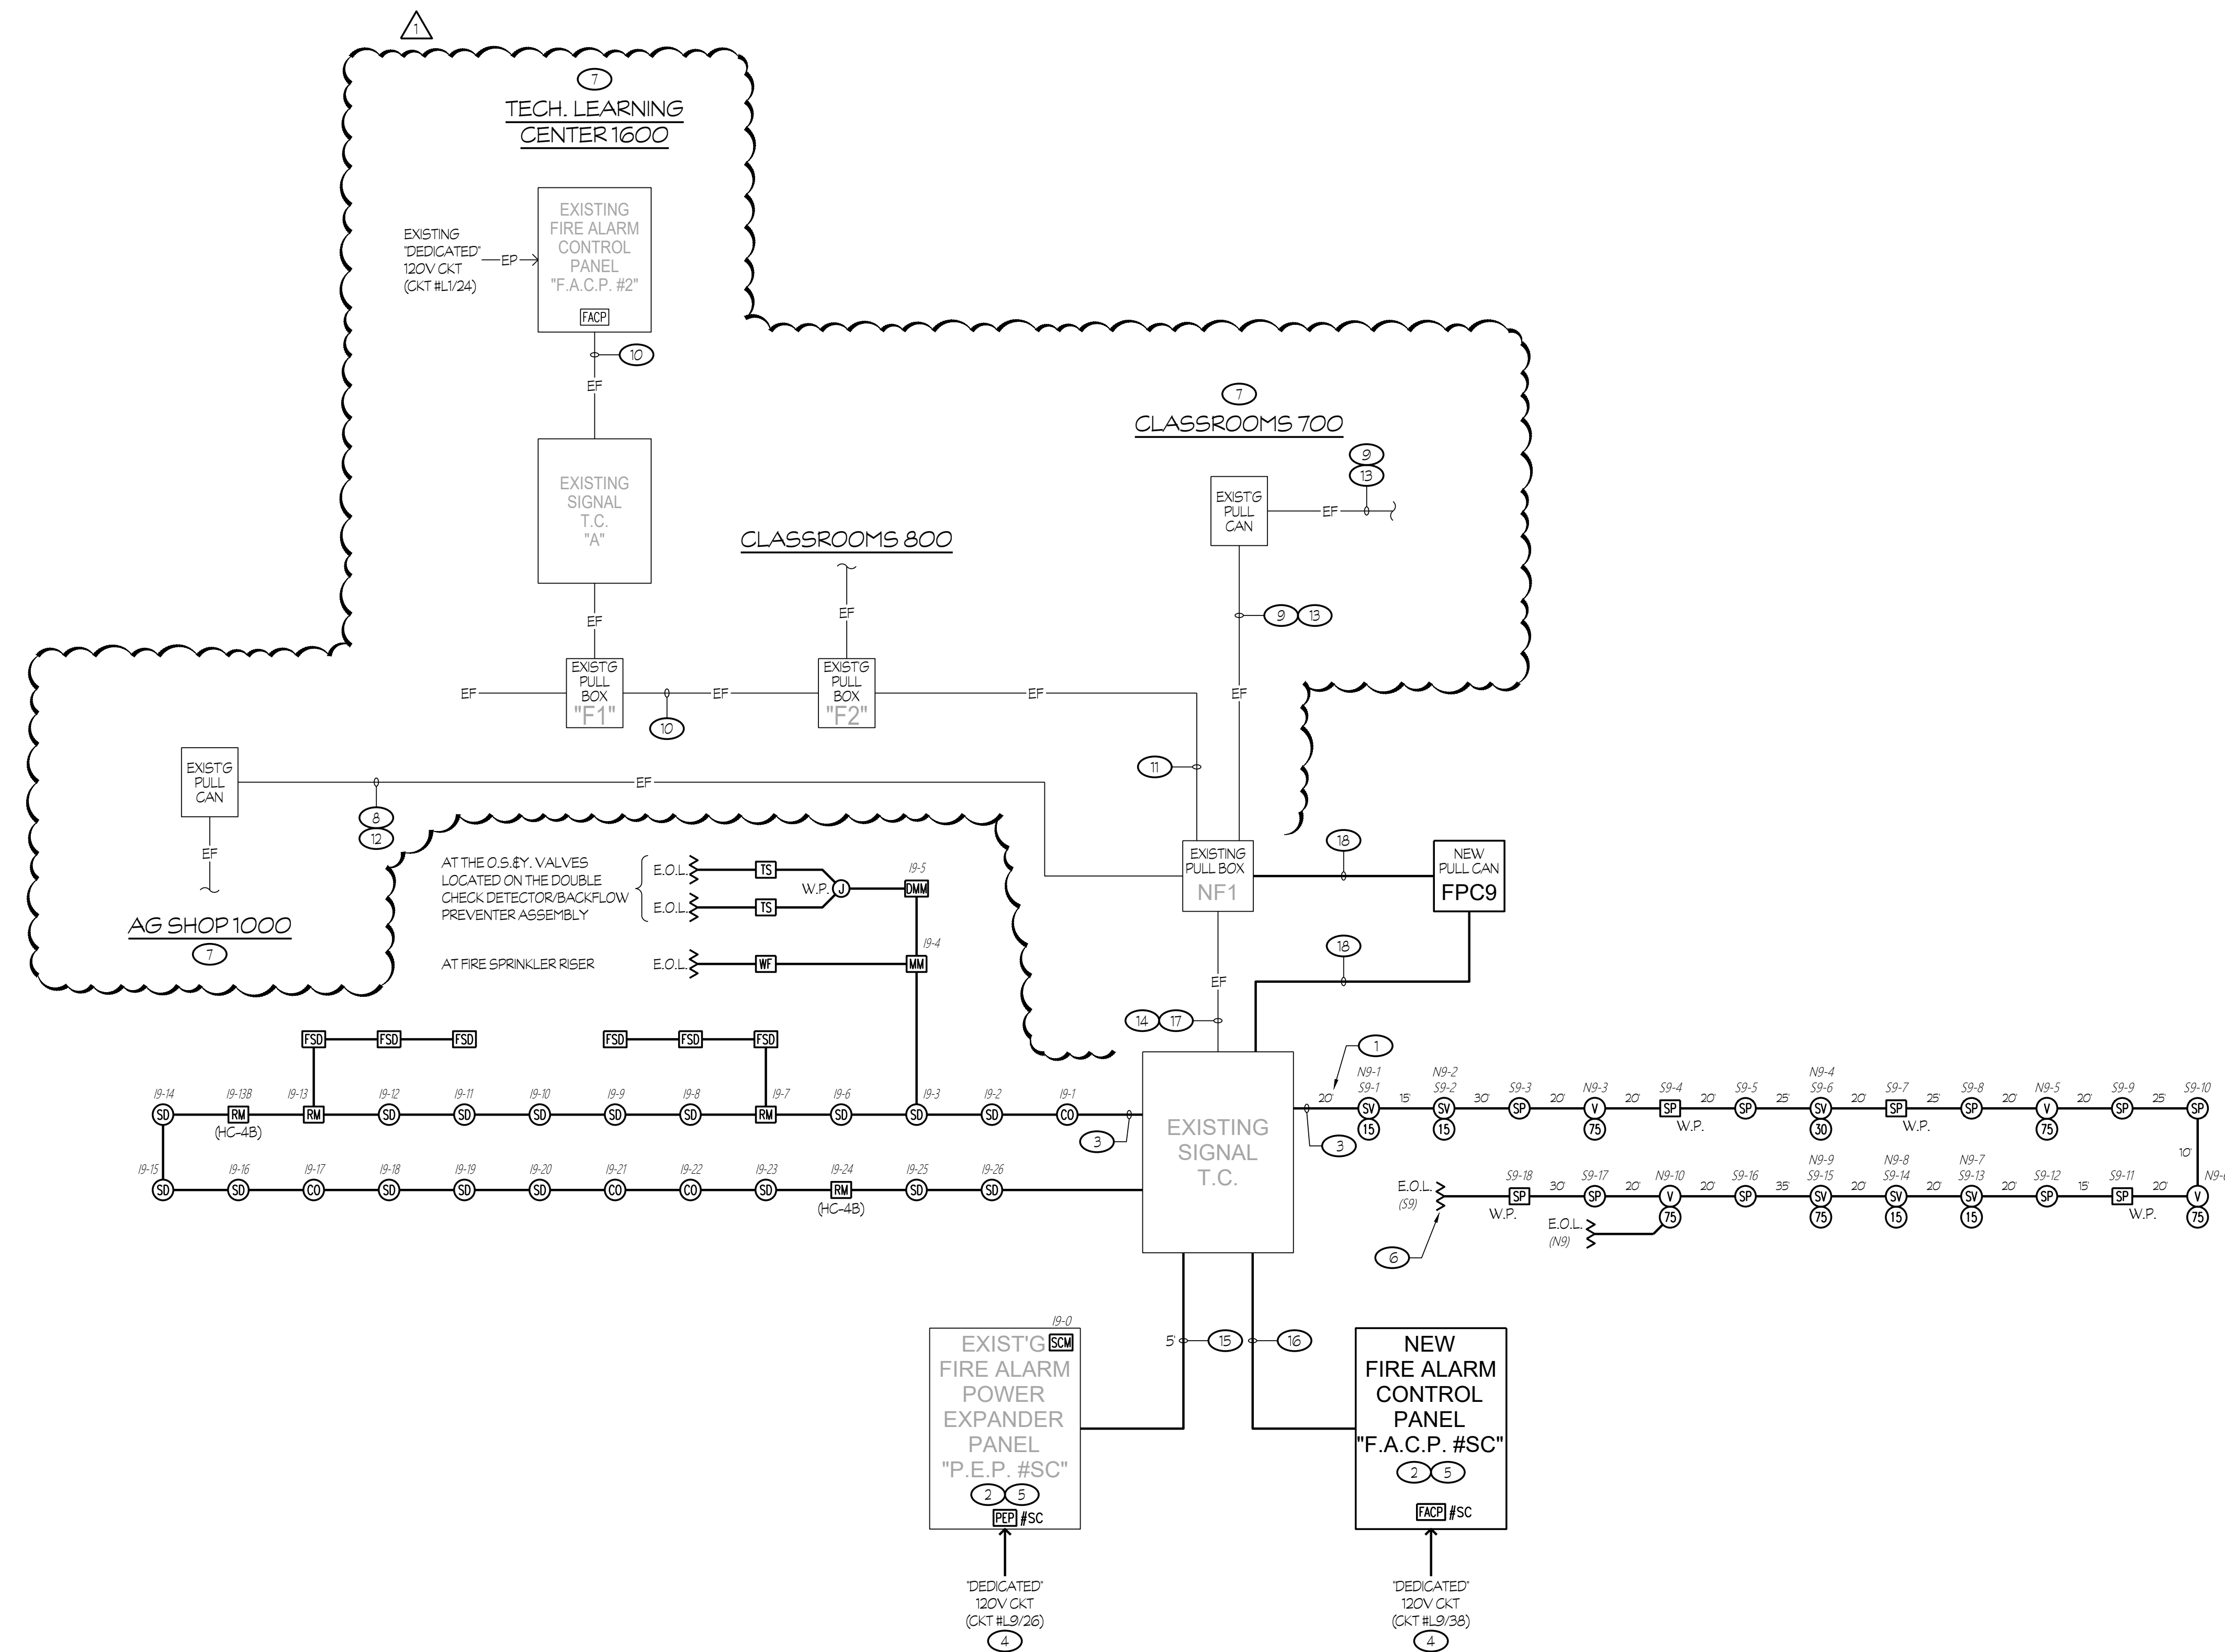 1
7
TECH. LEARNING
CENTER 1600
EXISTING
FIRE ALARM
CONTROL
PANEL
"F.A.C.P. #2"
FACP
EXISTING
"DEDICATED"
120V CKT
(CKT #L1/24)
EP
10
EF
EXISTING
SIGNAL
T.C.
"A"
EF
7
CLASSROOMS 700
9
13
EXIST'G
PULL
CAN
EF
9 13
EF
CLASSROOMS 800
EF
EF
EXIST'G
PULL
BOX
"F1"
EF
10
EXIST'G
PULL
BOX
"F2"
EF
11
EXIST'G
PULL
CAN
EF
8
12
EF
AG SHOP 1000
7
AT THE O.S.&Y. VALVES
LOCATED ON THE DOUBLE
CHECK DETECTOR/BACKFLOW
PREVENTER ASSEMBLY
E.O.L. TS
E.O.L. TS
W.P. J
I9-5
DMM
AT FIRE SPRINKLER RISER
E.O.L. WF
I9-4
MM
EXISTING
PULL BOX
NF1
18
NEW
PULL CAN
FPC9
18
EF
14 17
FSD FSD FSD FSD FSD FSD
I9-14 I9-13B I9-13 I9-12 I9-11 I9-10 I9-9 I9-8 I9-7 I9-6 I9-3 I9-2 I9-1
SD RM RM SD SD SD SD SD RM SD SD SD CO
(HC-4B)
3
I9-15 I9-16 I9-17 I9-18 I9-19 I9-20 I9-21 I9-22 I9-23 I9-24 I9-25 I9-26
SD SD CO SD SD SD CO CO SD RM SD SD
(HC-4B)
EXISTING
SIGNAL
T.C.
1
3
N9-1 N9-2 N9-4
S9-1 S9-2 S9-3 N9-3 S9-4 S9-5 S9-6 S9-7 S9-8 N9-5 S9-9 S9-10
20' 15' 30' 20' 20' 20' 25' 20' 25' 20' 20' 25'
SV SV SP V SP SP SV SP SP V SP SP
15 15 75 W.P. 30 W.P. 75
10'
N9-9 N9-8 N9-7
S9-18 S9-17 N9-10 S9-16 S9-15 S9-14 S9-13 S9-12 S9-11 N9-6
30' 20' 20' 35' 20' 20' 20' 15' 20'
E.O.L.
(S9)
SP SP V SP SV SV SV SP SP V
W.P. 75 75 15 15 W.P. 75
E.O.L.
(N9)
6
5' 15 16
I9-0
EXIST'G SCM
FIRE ALARM
POWER
EXPANDER
PANEL
"P.E.P. #SC"
2 5
PEP #SC
"DEDICATED"
120V CKT
(CKT #L9/26)
4
NEW
FIRE ALARM
CONTROL
PANEL
"F.A.C.P. #SC"
2 5
FACP #SC
"DEDICATED"
120V CKT
(CKT #L9/38)
4